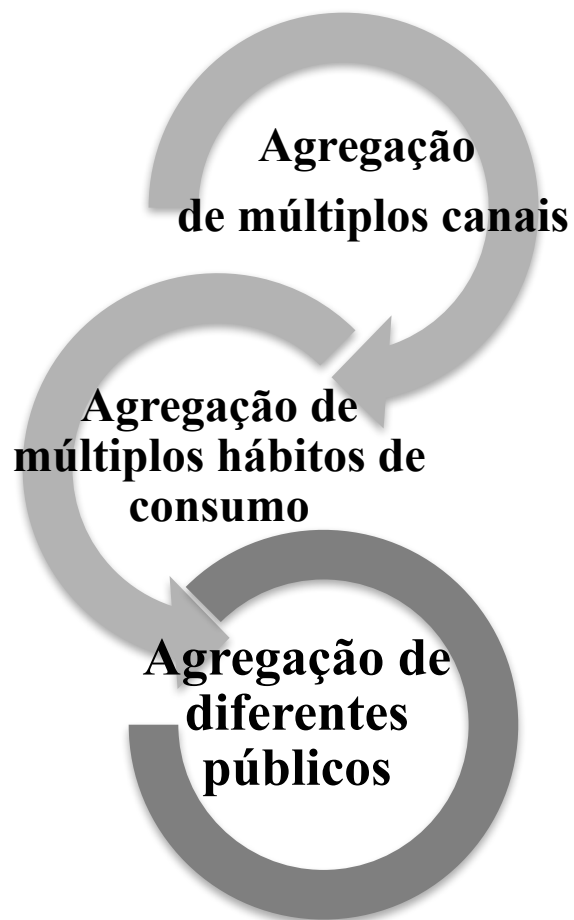 Agregação
de múltiplos canais
Agregação de
múltiplos hábitos de
consumo
Agregação de
diferentes
públicos